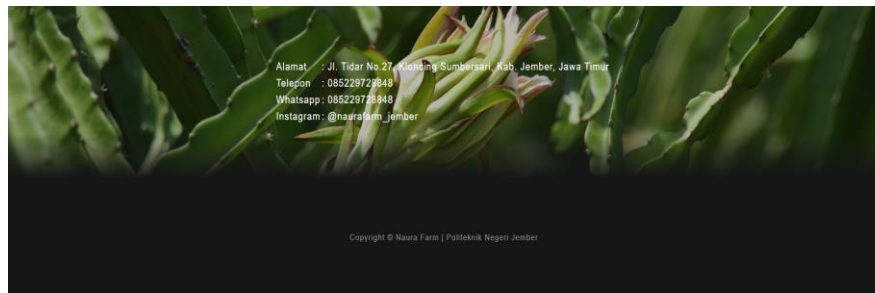 Alamat : Jl. Tidar No.27, Kloncing Sumbersari, Kab. Jember, Jawa Timur
Telepon : 085229728848
Whatsapp : 085229728848
Instagram : @naurafarm_jember
Copyright © Naura Farm | Politeknik Negeri Jember